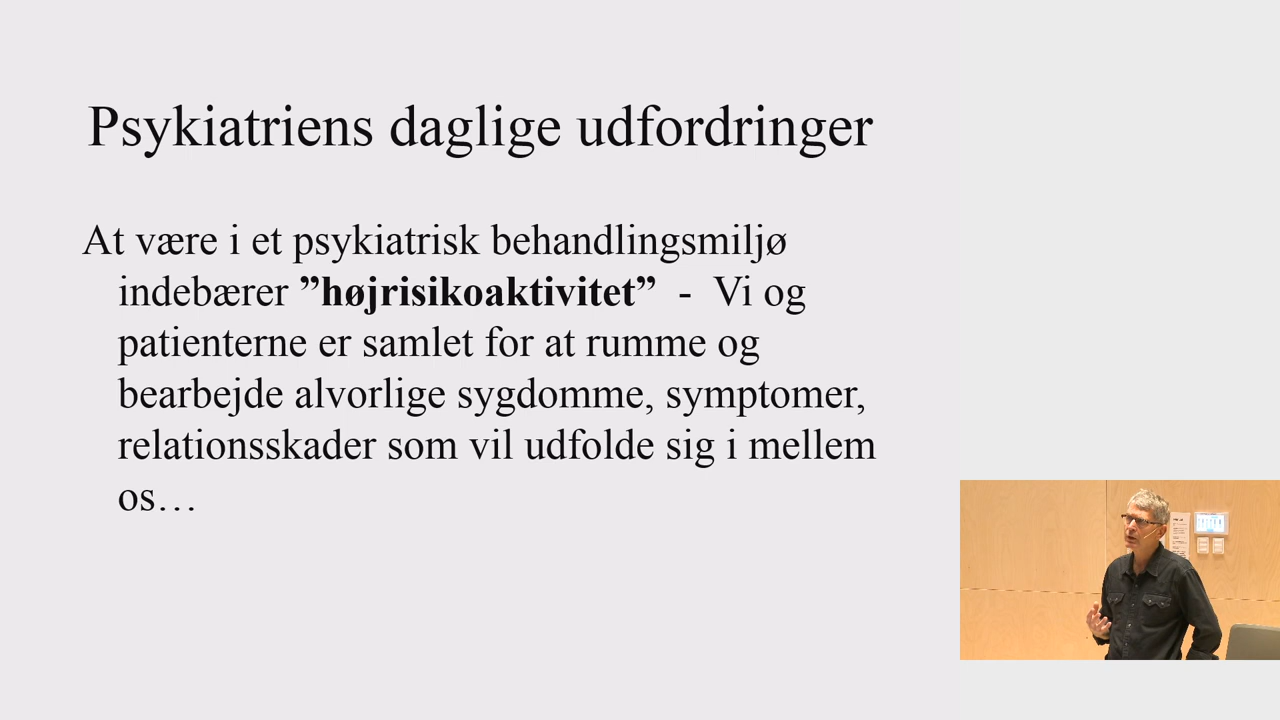 Psykiatriens daglige udfordringer
At være i et psykiatrisk behandlingsmiljø
indebærer ”højrisikoaktivitet” - Vi og
patienterne er samlet for at rumme og
bearbejde alvorlige sygdomme, symptomer,
relationsskader som vil udfolde sig i mellem
os…